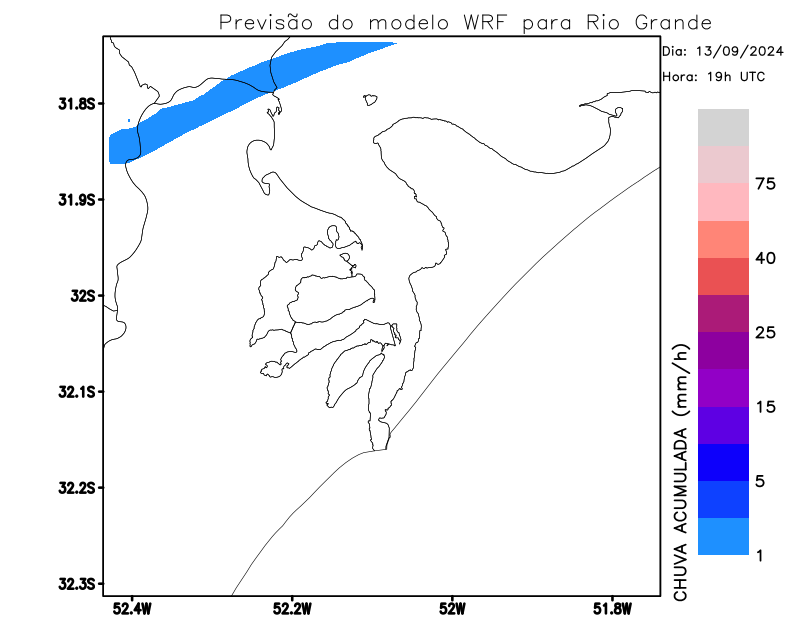 Previsão do modelo WRF para Rio Grande
Dia: 13/09/2024
Hora: 19h UTC
31.8S
31.9S
32S
32.1S
32.2S
32.3S
52.4W
52.2W
52W
51.8W
75
40
25
15
5
1
CHUVA ACUMULADA (mm/h)